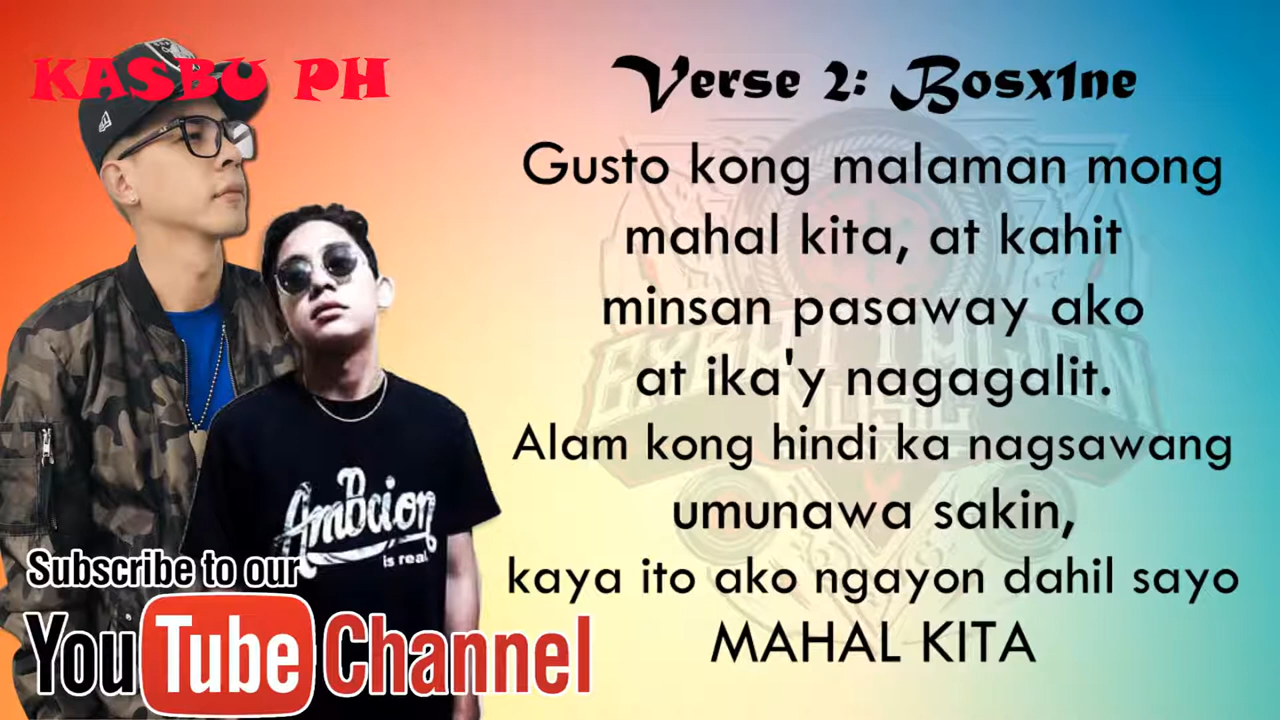 KASBU PH
Verse 2: Bosx1ne
Gusto kong malaman mong
mahal kita, at kahit
minsan pasaway ako
at ika'y nagagalit.
Alam kong hindi ka nagsawang
umunawa sakin,
kaya ito ako ngayon dahil sayo
MAHAL KITA
AmBcion
is real
Subscribe to our
YouTube Channel